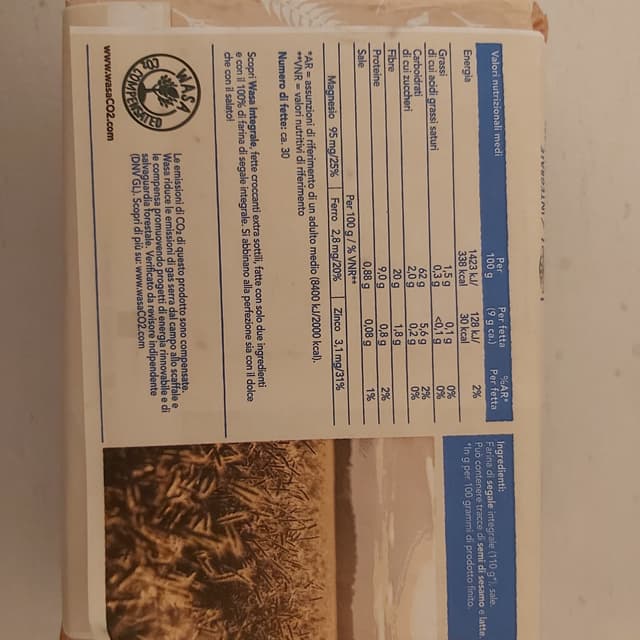 Valori nutrizionali medi Per 100 g Per fetta (9 g ca.) %AR* Per fetta
Energia 1423 kJ/ 338 kcal 128 kJ/ 30 kcal 2%
Grassi 1,5 g 0,1 g 0%
di cui acidi grassi saturi 0,3 g <0,1 g 0%
Carboidrati 62 g 5,6 g 2%
di cui zuccheri 2,0 g 0,2 g 0%
Fibre 20 g 1,8 g
Proteine 9,0 g 0,8 g 2%
Sale 0,88 g 0,08 g 1%
Per 100 g / % VNR**
Magnesio 95 mg/25% Ferro 2,8 mg/20% Zinco 3,1 mg/31%
*AR = assunzioni di riferimento di un adulto medio (8400 kJ/2000 kcal).
**VNR = valori nutritivi di riferimento
Numero di fette: ca. 30
Scopri Wasa Integrale, fette croccanti extra sottili, fatte con solo due ingredienti
e con il 100% di farina di segale integrale. Si abbinano alla perfezione sia con il dolce
che con il salato!
WASA
CO2
COMPENSATED
www.wasaCO2.com
Le emissioni di CO₂ di questo prodotto sono compensate.
Wasa riduce le emissioni di gas serra dal campo allo scaffale e
le compensa promuovendo progetti di energia rinnovabile e di
salvaguardia forestale. Verificato da revisore indipendente
(DNV GL). Scopri di più su: www.wasaCO2.com
Ingredienti:
Farina di segale integrale (110 g*), sale.
Può contenere tracce di semi di sesamo e latte.
*In g per 100 grammi di prodotto finito.